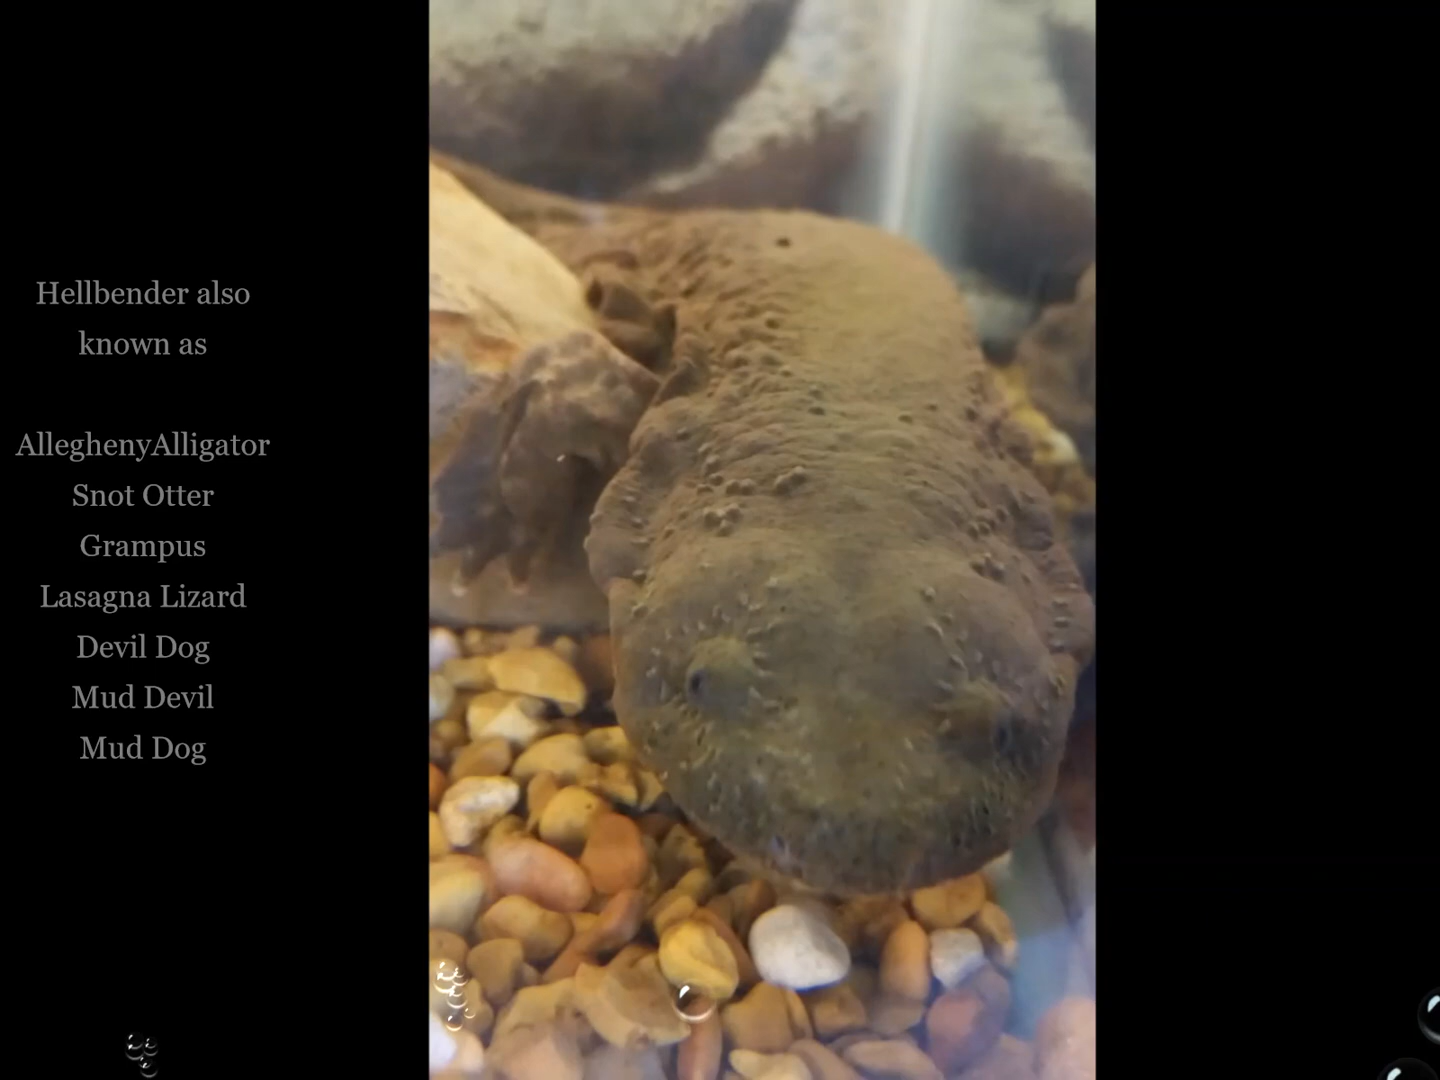 Hellbender also
known as
AlleghenyAlligator
Snot Otter
Grampus
Lasagna Lizard
Devil Dog
Mud Devil
Mud Dog